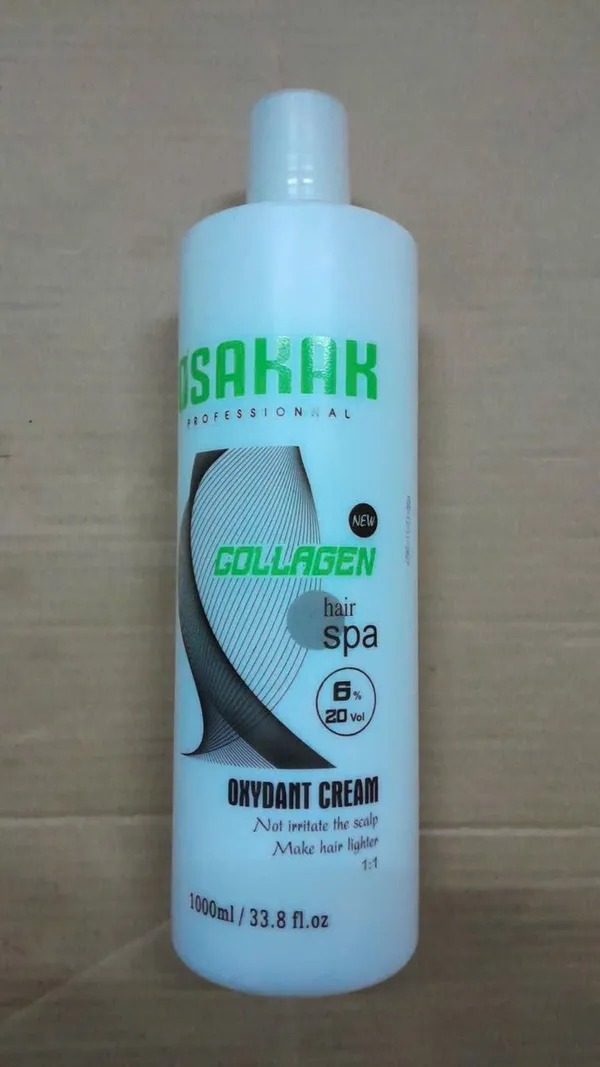 O'SAKAK
PROFESSIONNAL
NEW
COLLAGEN
hair
spa
6%
20 Vol
OXYDANT CREAM
Not irritate the scalp
Make hair lighter
1:1
1000ml / 33.8 fl.oz